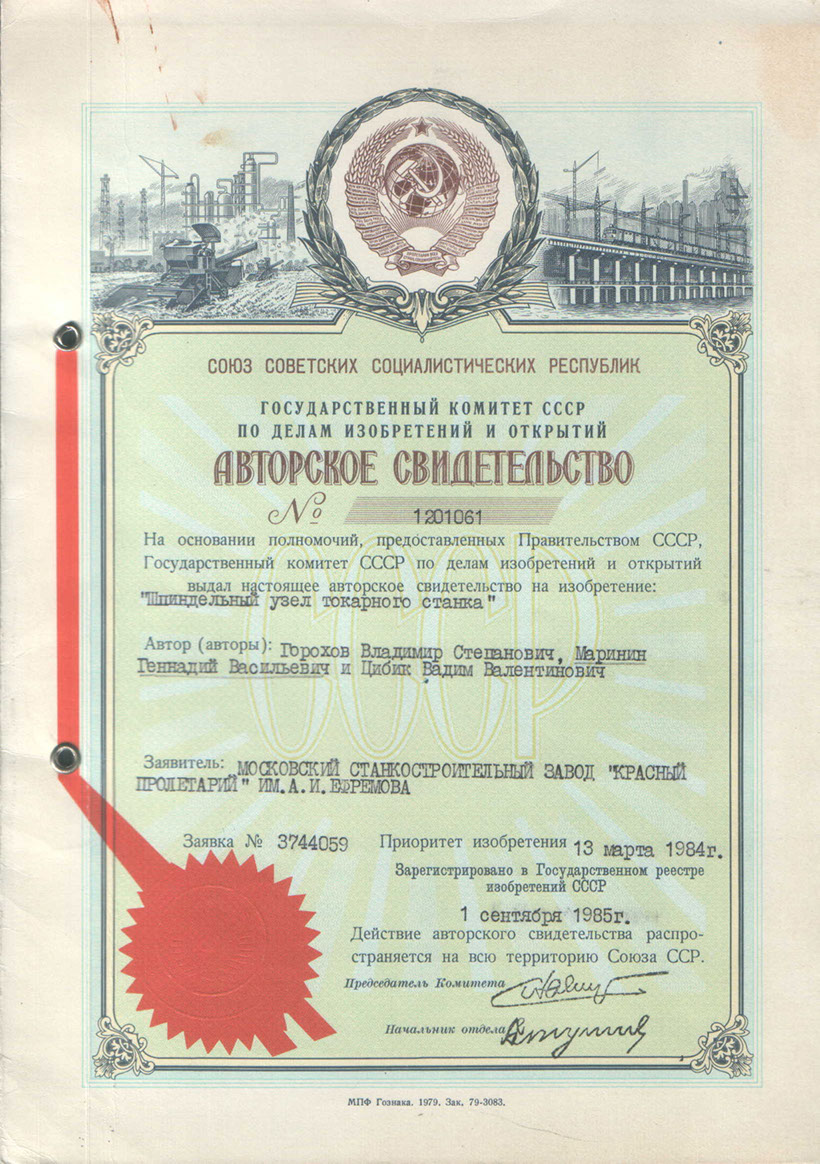 СОЮЗ СОВЕТСКИХ СОЦИАЛИСТИЧЕСКИХ РЕСПУБЛИК
ГОСУДАРСТВЕННЫЙ КОМИТЕТ СССР
ПО ДЕЛАМ ИЗОБРЕТЕНИЙ И ОТКРЫТИЙ
АВТОРСКОЕ СВИДЕТЕЛЬСТВО
№ 1201061
На основании полномочий, предоставленных Правительством СССР,
Государственный комитет СССР по делам изобретений и открытий
выдал настоящее авторское свидетельство на изобретение:
"Шпиндельный узел токарного станка"
Автор (авторы): Горохов Владимир Степанович, Маринин
Геннадий Васильевич и Цибик Вадим Валентинович
СССР
Заявитель: МОСКОВСКИЙ СТАНКОСТРОИТЕЛЬНЫЙ ЗАВОД "КРАСНЫЙ
ПРОЛЕТАРИЙ" ИМ.А.И.ЕФРЕМОВА
Заявка № 3744059 Приоритет изобретения 13 марта 1984г.
Зарегистрировано в Государственном реестре
изобретений СССР
1 сентября 1985г.
Действие авторского свидетельства распро-
страняется на всю территорию Союза ССР.
Председатель Комитета
Начальник отдела
МПФ Гознака. 1979. Зак. 79-3083.